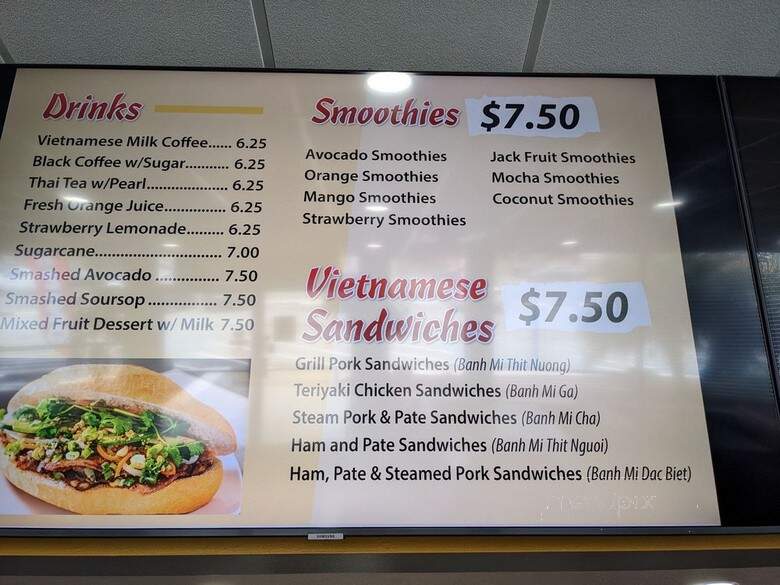 Drinks
Vietnamese Milk Coffee...... 6.25
Black Coffee w/Sugar........... 6.25
Thai Tea w/Pearl..................... 6.25
Fresh Orange Juice................ 6.25
Strawberry Lemonade......... 6.25
Sugarcane................................ 7.00
Smashed Avocado ................ 7.50
Smashed Soursop ................. 7.50
Mixed Fruit Dessert w/ Milk 7.50
Smoothies $7.50
Avocado Smoothies
Orange Smoothies
Mango Smoothies
Strawberry Smoothies
Jack Fruit Smoothies
Mocha Smoothies
Coconut Smoothies
Vietnamese
Sandwiches $7.50
Grill Pork Sandwiches (Banh Mi Thit Nuong)
Teriyaki Chicken Sandwiches (Banh Mi Ga)
Steam Pork & Pate Sandwiches (Banh Mi Cha)
Ham and Pate Sandwiches (Banh Mi Thit Nguoi)
Ham, Pate & Steamed Pork Sandwiches (Banh Mi Dac Biet)
SAMSUNG